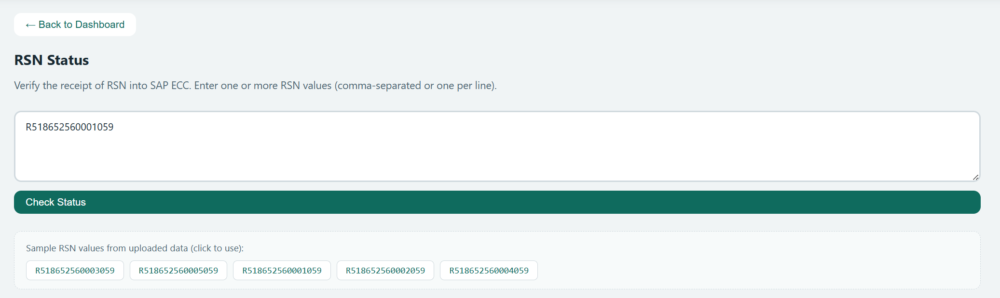 ← Back to Dashboard
RSN Status
Verify the receipt of RSN into SAP ECC. Enter one or more RSN values (comma-separated or one per line).
R518652560001059
Check Status
Sample RSN values from uploaded data (click to use):
R518652560003059 R518652560005059 R518652560001059 R518652560002059 R518652560004059